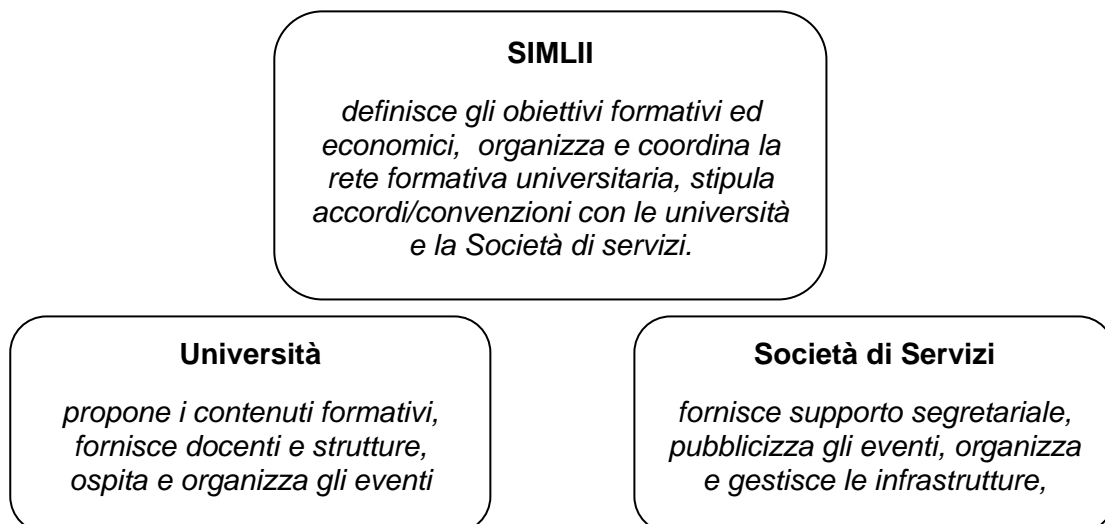 SIMLII
definisce gli obiettivi formativi ed
economici,  organizza e coordina la
rete formativa universitaria, stipula
accordi/convenzioni con le università
e la Società di servizi.
Università
propone i contenuti formativi,
fornisce docenti e strutture,
ospita e organizza gli eventi
Società di Servizi
fornisce supporto segretariale,
pubblicizza gli eventi, organizza
e gestisce le infrastrutture,